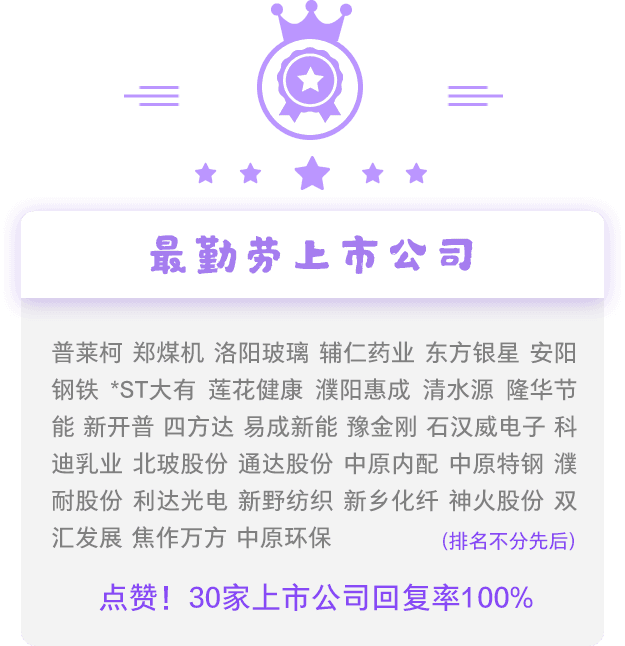 最勤劳上市公司
普莱柯 郑煤机 洛阳玻璃 辅仁药业 东方银星 安阳
钢铁 *ST大有 莲花健康 濮阳惠成 清水源 隆华节
能 新开普 四方达 易成新能 豫金刚 石汉威电子 科
迪乳业 北玻股份 通达股份 中原内配 中原特钢 濮
耐股份 利达光电 新野纺织 新乡化纤 神火股份 双
汇发展 焦作万方 中原环保
(排名不分先后)
点赞！30家上市公司回复率100%